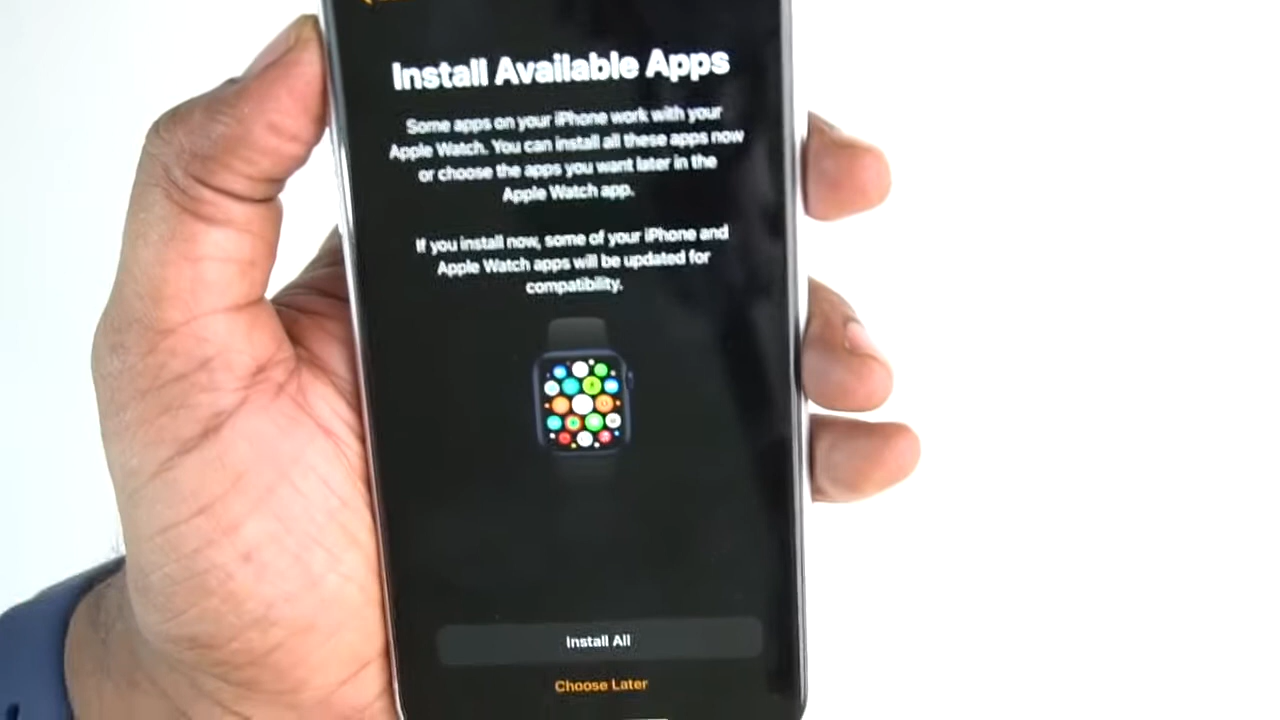 Install Available Apps
Some apps on your iPhone work with your
Apple Watch. You can install all these apps now
or choose the apps you want later in the
Apple Watch app.
If you install now, some of your iPhone and
Apple Watch apps will be updated for
compatibility.
Install All
Choose Later